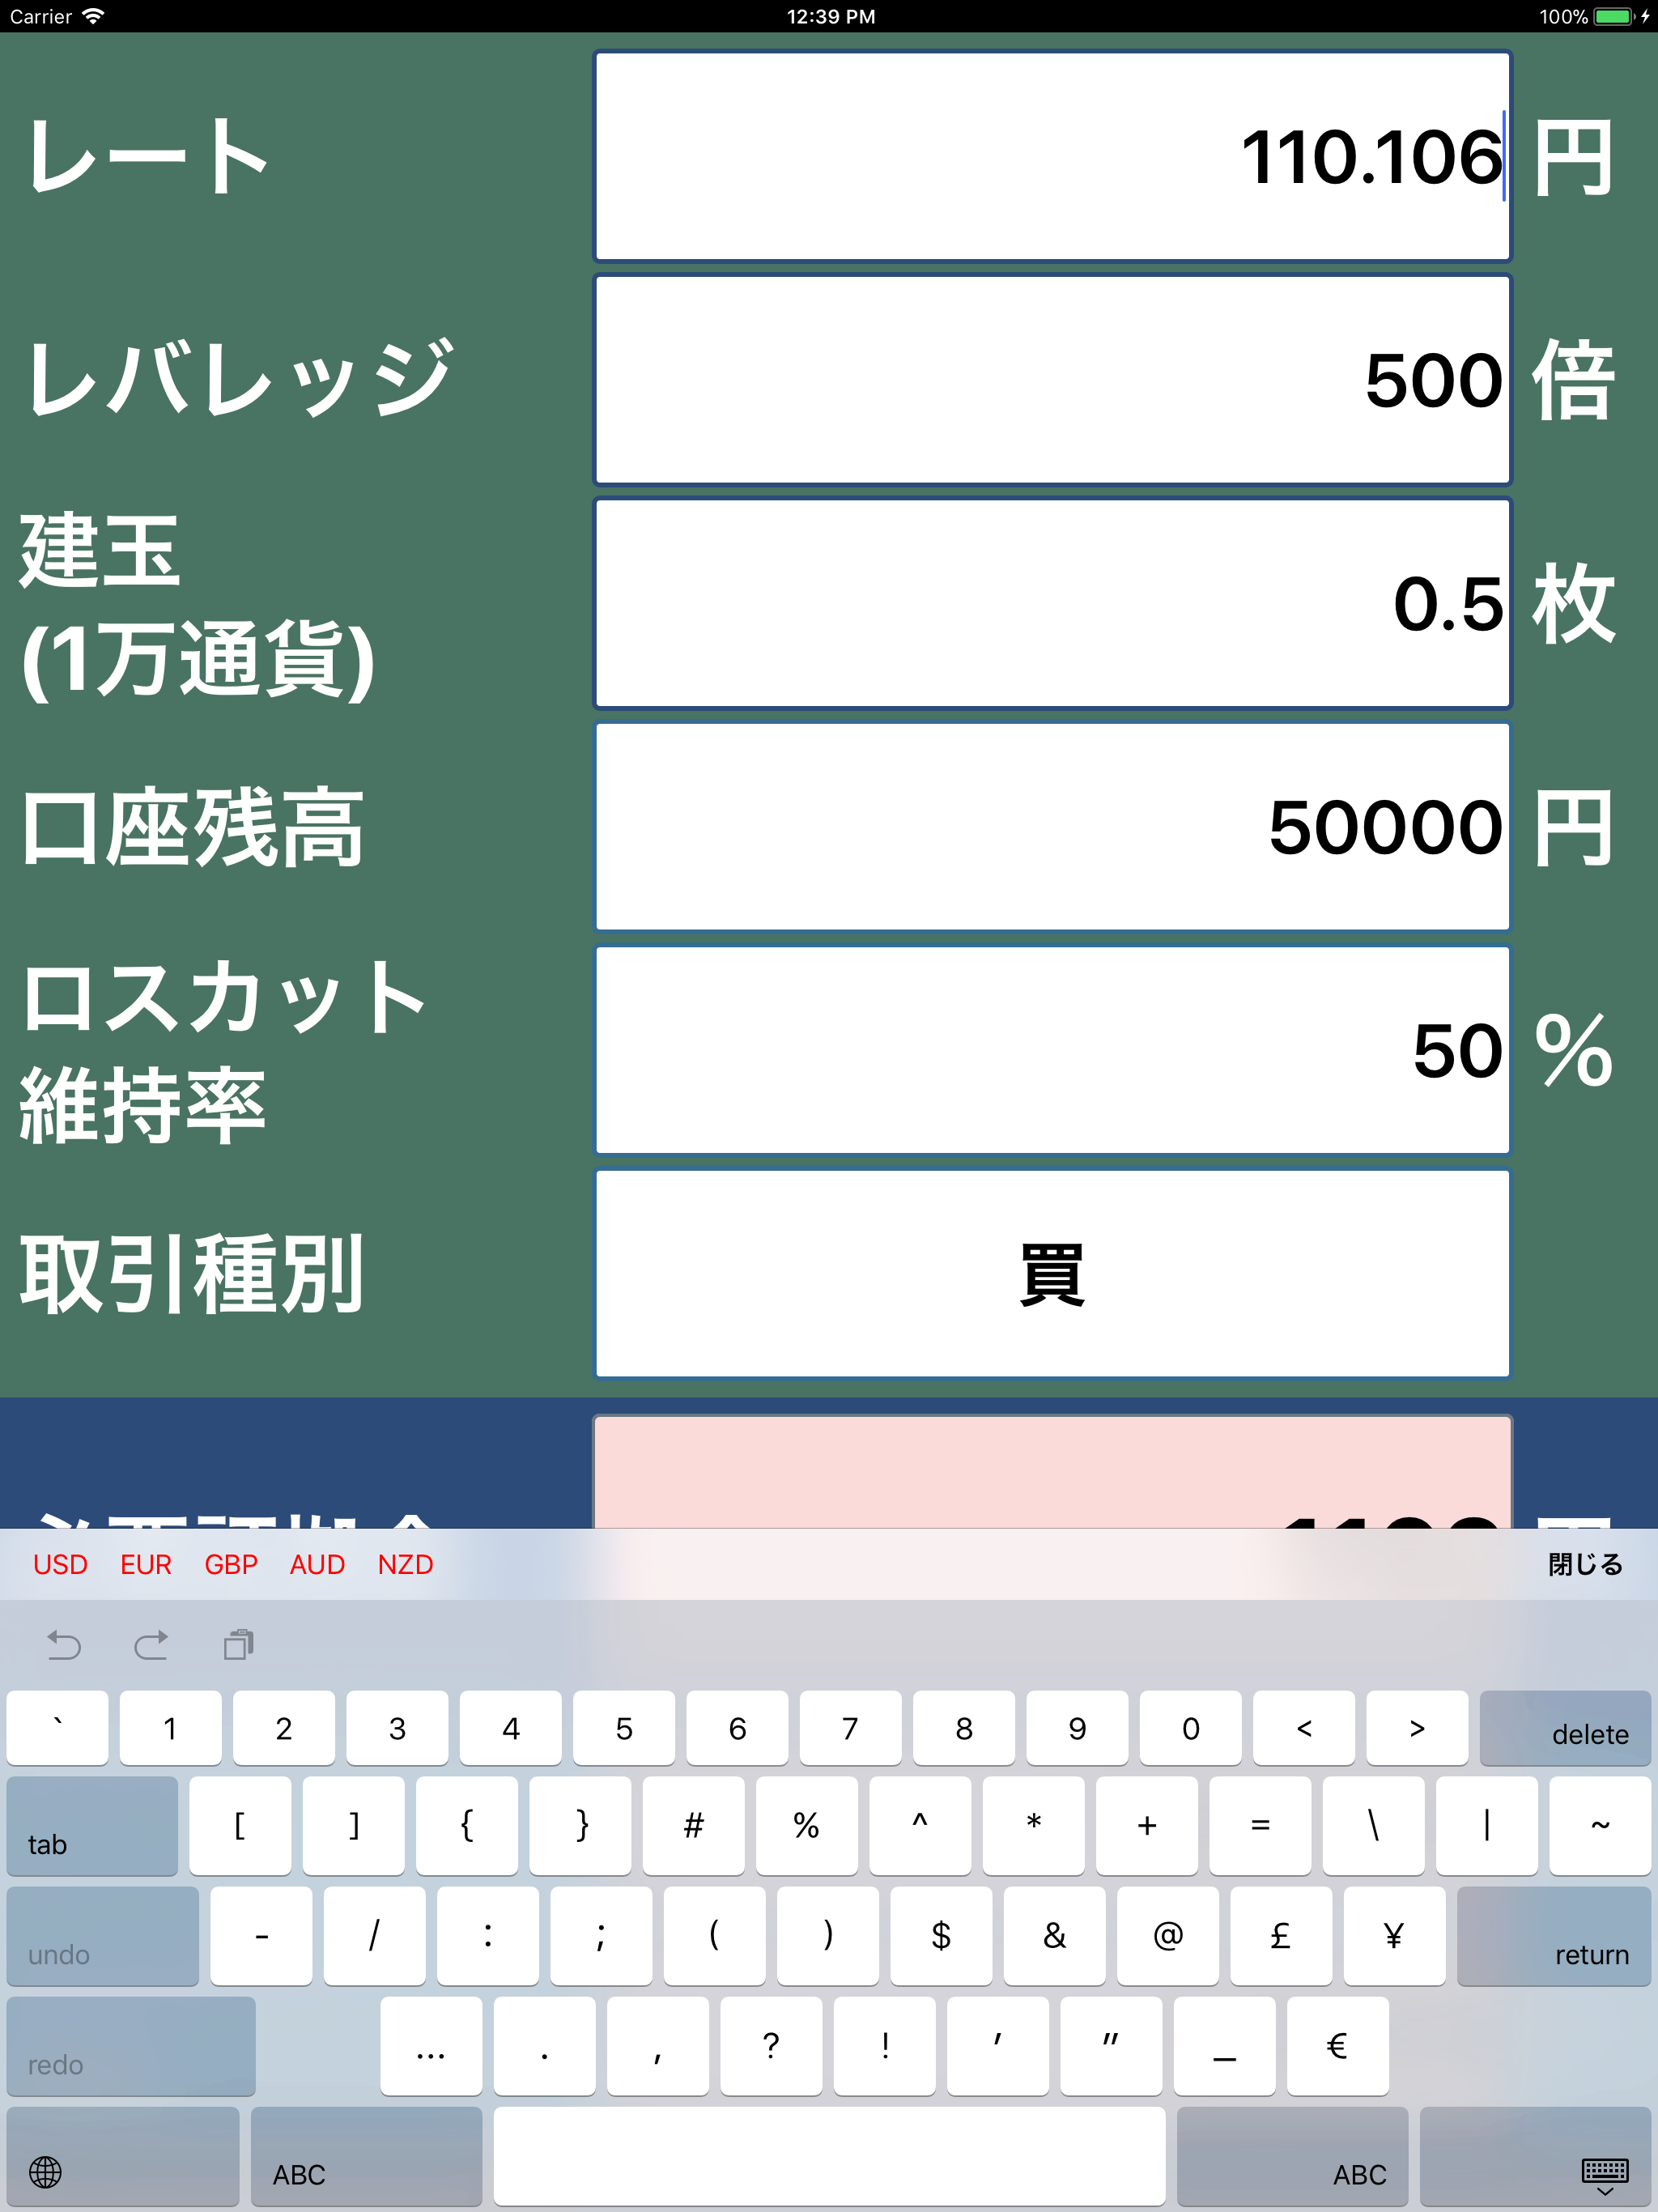 Carrier 12:39 PM 100%
レート 110.106 円
レバレッジ 500 倍
建玉
(1万通貨) 0.5 枚
口座残高 50000 円
ロスカット
維持率 50 %
取引種別 買
USD EUR GBP AUD NZD 閉じる
` 1 2 3 4 5 6 7 8 9 0 < > delete
tab [ ] { } # % ^ * + = \ | ~
undo - / : ; ( ) $ & @ £ ¥ return
redo … . , ? ! ' " _ €
ABC ABC